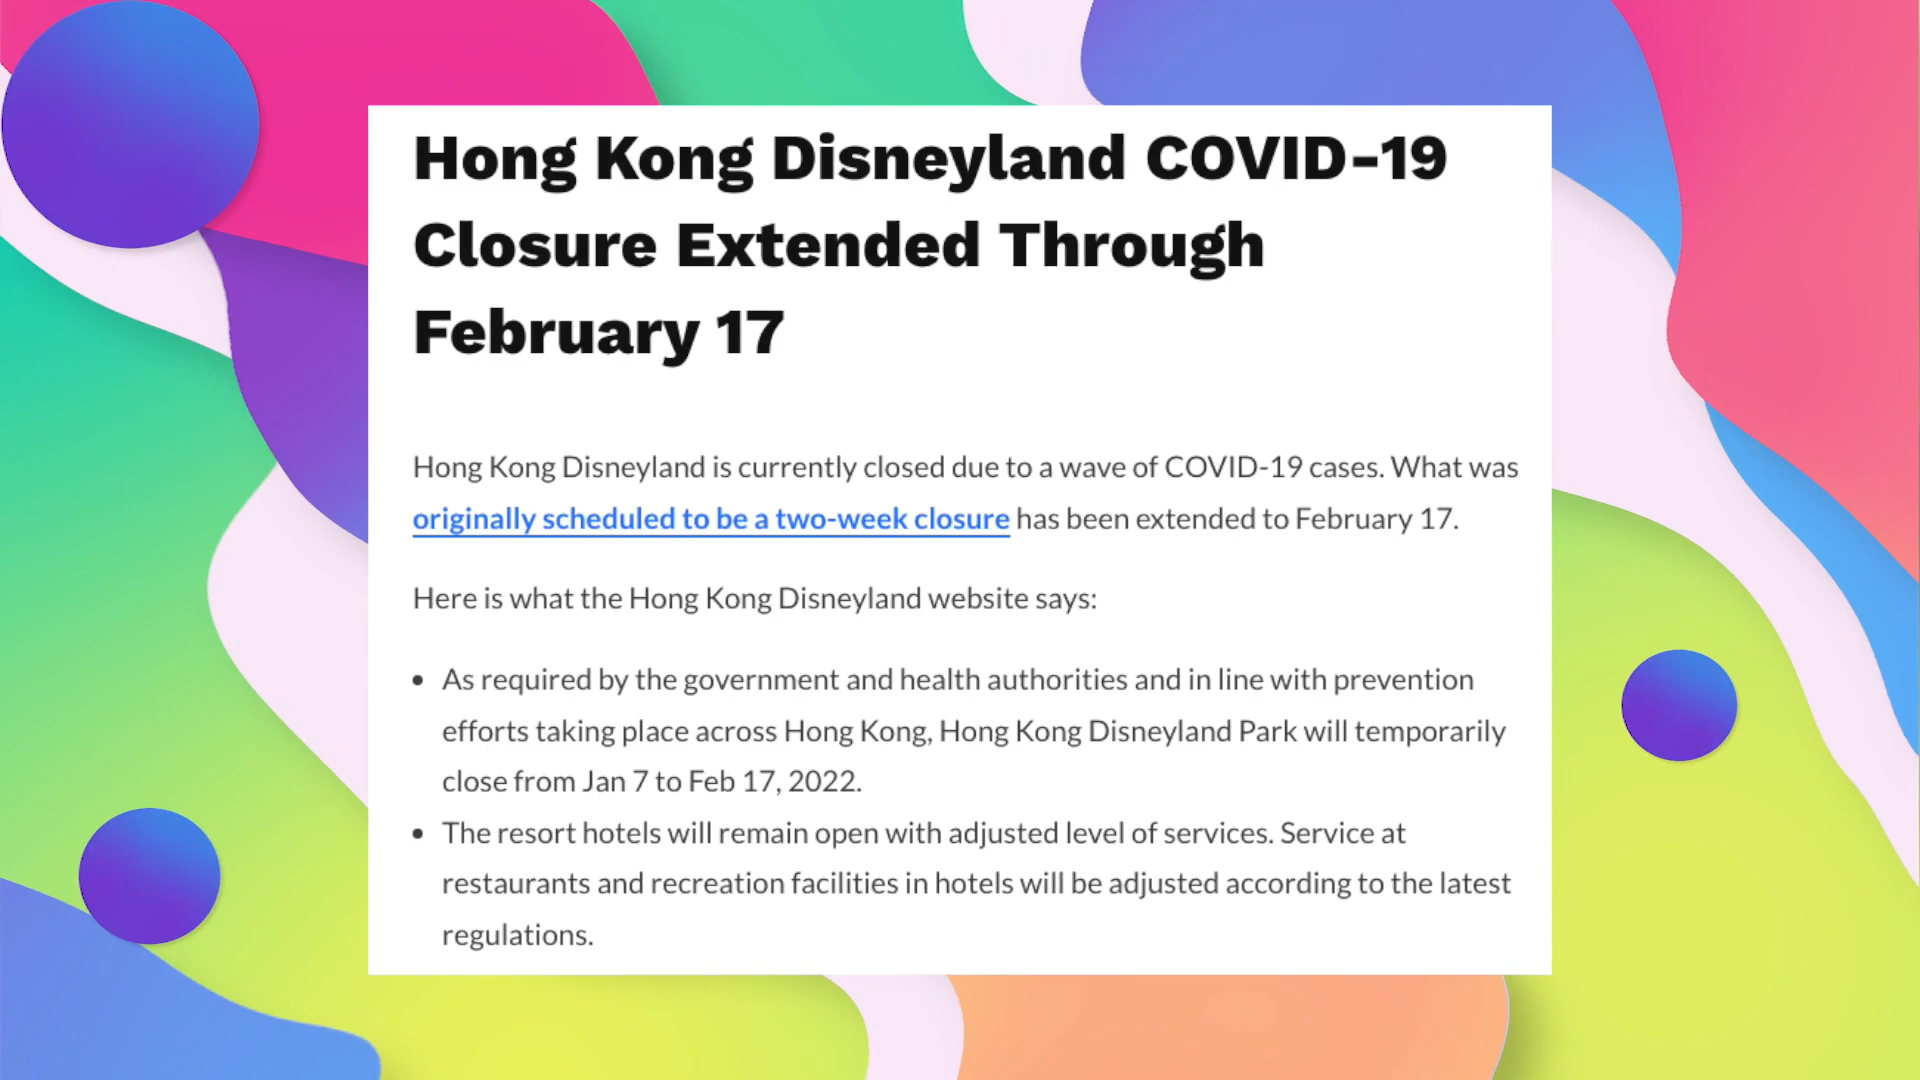 Hong Kong Disneyland COVID-19
Closure Extended Through
February 17
Hong Kong Disneyland is currently closed due to a wave of COVID-19 cases. What was
originally scheduled to be a two-week closure has been extended to February 17.
Here is what the Hong Kong Disneyland website says:
• As required by the government and health authorities and in line with prevention
efforts taking place across Hong Kong, Hong Kong Disneyland Park will temporarily
close from Jan 7 to Feb 17, 2022.
• The resort hotels will remain open with adjusted level of services. Service at
restaurants and recreation facilities in hotels will be adjusted according to the latest
regulations.